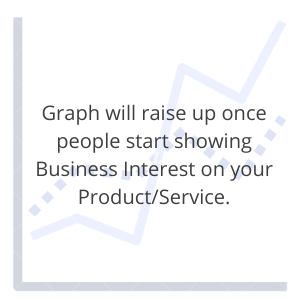 Graph will raise up once
people start showing
Business Interest on your
Product/Service.